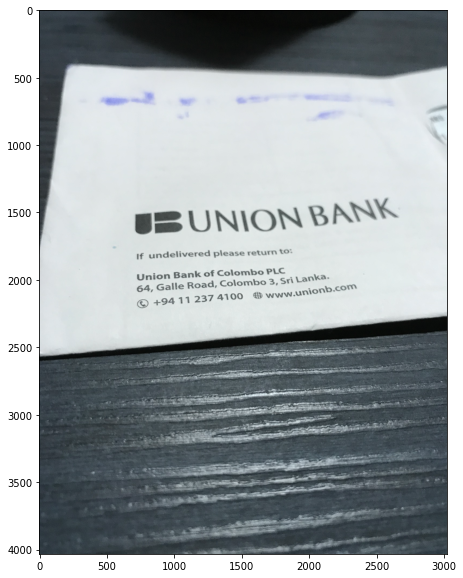 0
500
1000
1500
UNION BANK
If undelivered please return to:
2000
Union Bank of Colombo PLC
64, Galle Road, Colombo 3, Sri Lanka.
+94 11 237 4100 www.unionb.com
2500
3000
3500
4000
0 500 1000 1500 2000 2500 3000